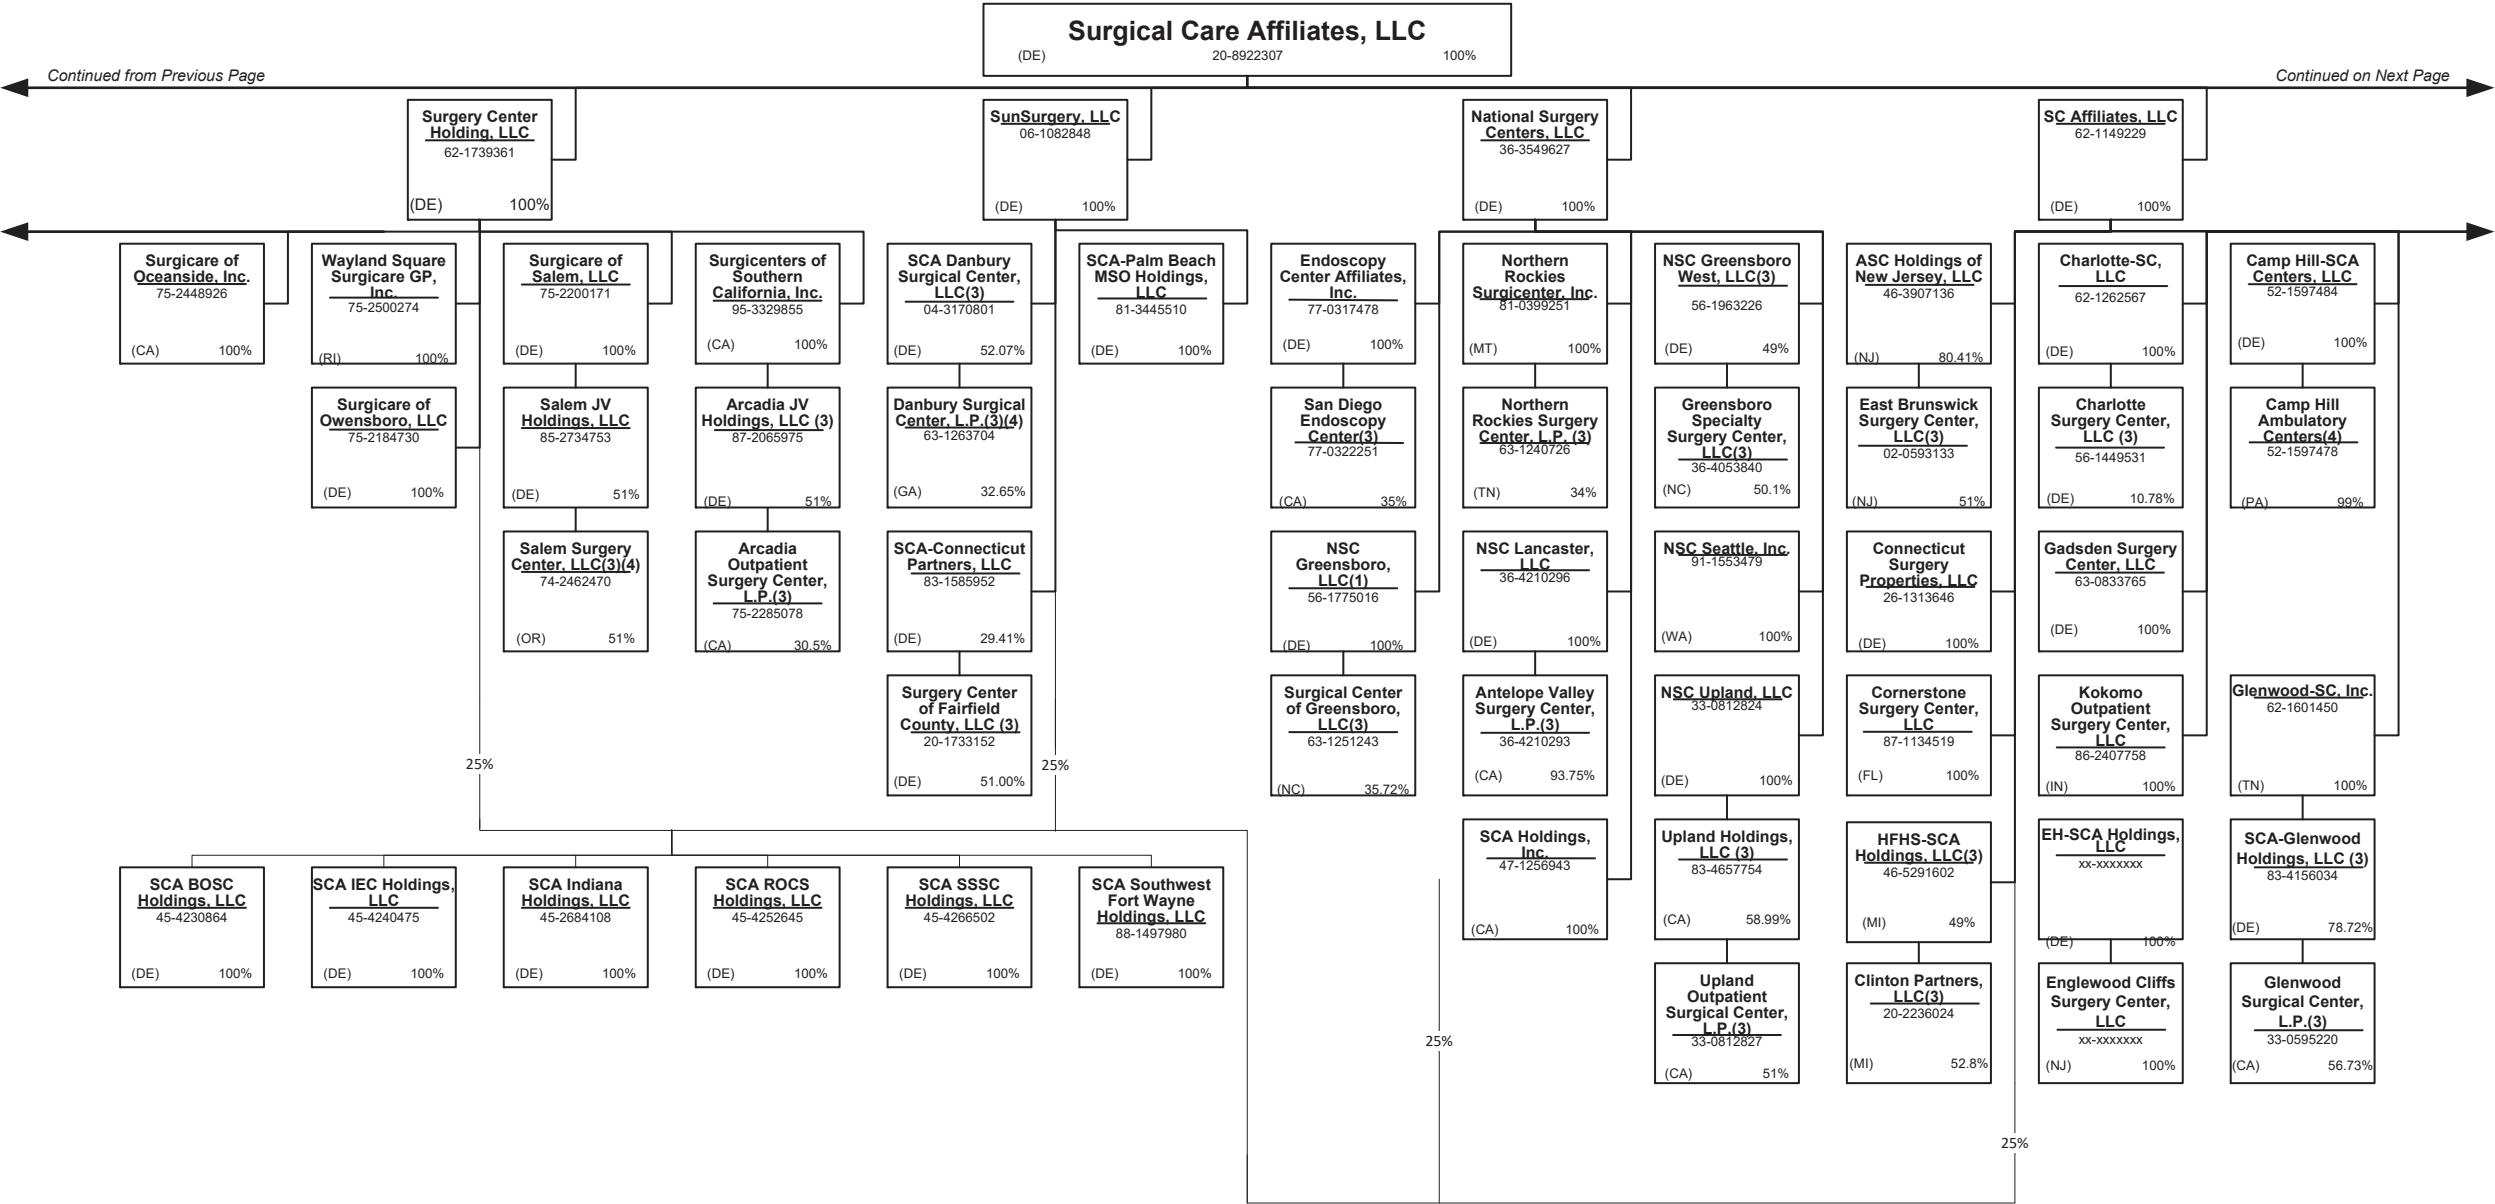 Surgical Care Affiliates, LLC
(DE) 20-8922307 100%
Continued from Previous Page
Continued on Next Page
Surgery Center
Holding, LLC
62-1739361
(DE) 100%
SunSurgery, LLC
06-1082848
(DE) 100%
National Surgery
Centers, LLC
36-3549627
(DE) 100%
SC Affiliates, LLC
62-1149229
(DE) 100%
Surgicare of
Oceanside, Inc.
75-2448926
(CA) 100%
Wayland Square
Surgicare GP,
Inc.
75-2500274
(RI) 100%
Surgicare of
Salem, LLC
75-2200171
(DE) 100%
Surgicenters of
Southern
California, Inc.
95-3329855
(CA) 100%
SCA Danbury
Surgical Center,
LLC(3)
04-3170801
(DE) 52.07%
SCA-Palm Beach
MSO Holdings,
LLC
81-3445510
(DE) 100%
Endoscopy
Center Affiliates,
Inc.
77-0317478
(DE) 100%
Northern
Rockies
Surgicenter, Inc.
81-0399251
(MT) 100%
NSC Greensboro
West, LLC(3)
56-1963226
(DE) 49%
ASC Holdings of
New Jersey, LLC
46-3907136
(NJ) 80.41%
Charlotte-SC,
LLC
62-1262567
(DE) 100%
Camp Hill-SCA
Centers, LLC
52-1597484
(DE) 100%
Surgicare of
Owensboro, LLC
75-2184730
(DE) 100%
Salem JV
Holdings, LLC
85-2734753
(DE) 51%
Arcadia JV
Holdings, LLC (3)
87-2065975
(DE) 51%
Danbury Surgical
Center, L.P.(3)(4)
63-1263704
(GA) 32.65%
San Diego
Endoscopy
Center(3)
77-0322251
(CA) 35%
Northern
Rockies Surgery
Center, L.P. (3)
63-1240726
(TN) 34%
Greensboro
Specialty
Surgery Center,
LLC(3)
36-4053840
(NC) 50.1%
East Brunswick
Surgery Center,
LLC(3)
02-0593133
(NJ) 51%
Charlotte
Surgery Center,
LLC (3)
56-1449531
(DE) 10.78%
Camp Hill
Ambulatory
Centers(4)
52-1597478
(PA) 99%
Salem Surgery
Center, LLC(3)(4)
74-2462470
(OR) 51%
Arcadia
Outpatient
Surgery Center,
L.P.(3)
75-2285078
(CA) 30.5%
SCA-Connecticut
Partners, LLC
83-1585952
(DE) 29.41%
NSC
Greensboro,
LLC(1)
56-1775016
(DE) 100%
NSC Lancaster,
LLC
36-4210296
(DE) 100%
NSC Seattle, Inc.
91-1553479
(WA) 100%
Connecticut
Surgery
Properties, LLC
26-1313646
(DE) 100%
Gadsden Surgery
Center, LLC
63-0833765
(DE) 100%
Surgery Center
of Fairfield
County, LLC (3)
20-1733152
(DE) 51.00%
Surgical Center
of Greensboro,
LLC(3)
63-1251243
(NC) 35.72%
Antelope Valley
Surgery Center,
L.P.(3)
36-4210293
(CA) 93.75%
NSC Upland, LLC
33-0812824
(DE) 100%
Cornerstone
Surgery Center,
LLC
87-1134519
(FL) 100%
Kokomo
Outpatient
Surgery Center,
LLC
86-2407758
(IN) 100%
Glenwood-SC, Inc.
62-1601450
(TN) 100%
25%
25%
SCA Holdings,
Inc.
47-1256943
(CA) 100%
Upland Holdings,
LLC (3)
83-4657754
(CA) 58.99%
HFHS-SCA
Holdings, LLC(3)
46-5291602
(MI) 49%
EH-SCA Holdings,
LLC
xx-xxxxxxx
(DE) 100%
SCA-Glenwood
Holdings, LLC (3)
83-4156034
(DE) 78.72%
SCA BOSC
Holdings, LLC
45-4230864
(DE) 100%
SCA IEC Holdings,
LLC
45-4240475
(DE) 100%
SCA Indiana
Holdings, LLC
45-2684108
(DE) 100%
SCA ROCS
Holdings, LLC
45-4252645
(DE) 100%
SCA SSSC
Holdings, LLC
45-4266502
(DE) 100%
SCA Southwest
Fort Wayne
Holdings, LLC
88-1497980
(DE) 100%
Upland
Outpatient
Surgical Center,
L.P.(3)
33-0812827
(CA) 51%
Clinton Partners,
LLC(3)
20-2236024
(MI) 52.8%
Englewood Cliffs
Surgery Center,
LLC
xx-xxxxxxx
(NJ) 100%
Glenwood
Surgical Center,
L.P.(3)
33-0595220
(CA) 56.73%
25%
25%